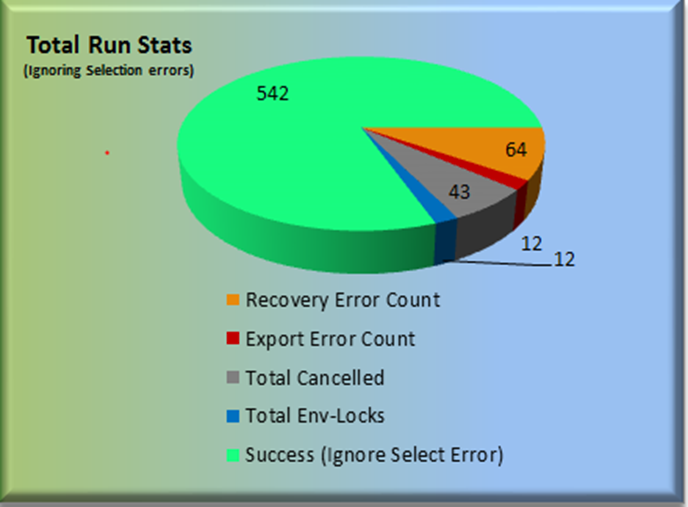 Total Run Stats
(Ignoring Selection errors)
542
64
43
12
12
Recovery Error Count
Export Error Count
Total Cancelled
Total Env-Locks
Success (Ignore Select Error)